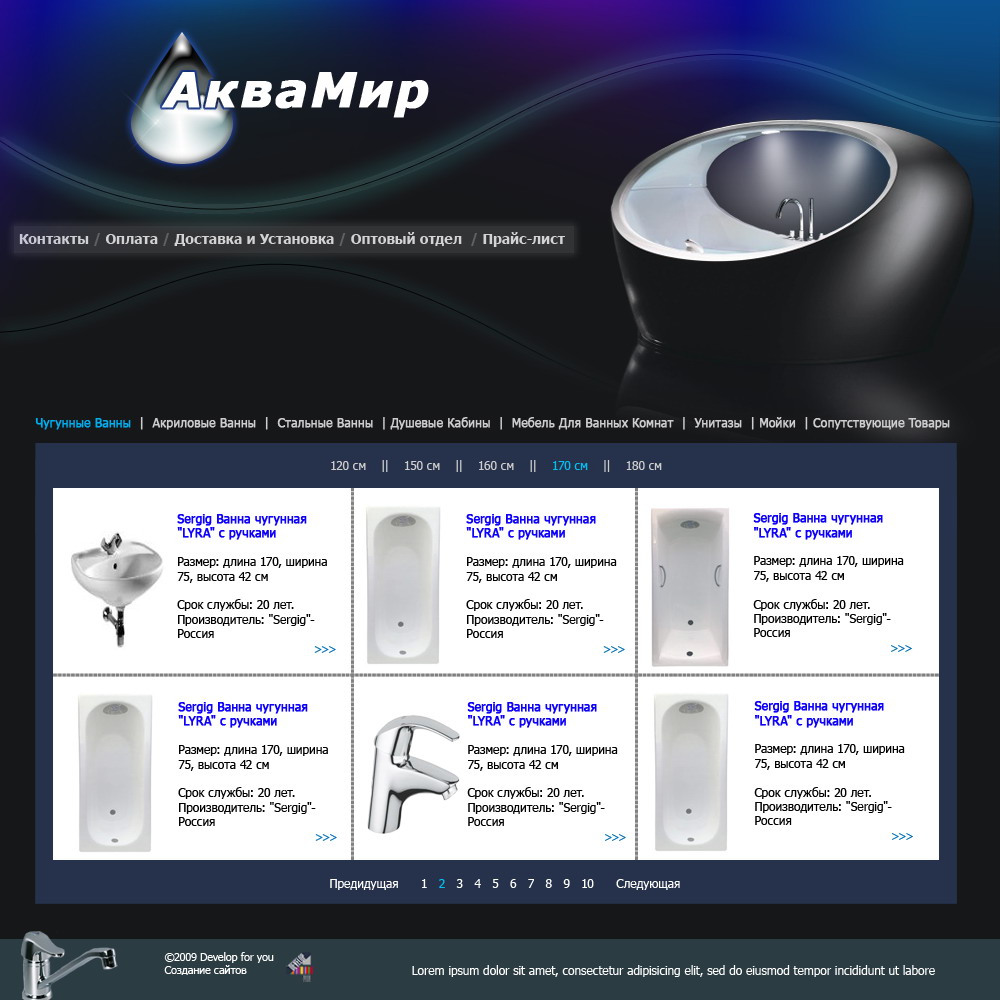 АкваМир
Контакты / Оплата / Доставка и Установка / Оптовый отдел / Прайс-лист
Чугунные Ванны | Акриловые Ванны | Стальные Ванны | Душевые Кабины | Мебель Для Ванных Комнат | Унитазы | Мойки | Сопутствующие Товары
120 см || 150 см || 160 см || 170 см || 180 см
Sergig Ванна чугунная
"LYRA" с ручками
Размер: длина 170, ширина
75, высота 42 см
Срок службы: 20 лет.
Производитель: "Sergig"-
Россия
>>>
Sergig Ванна чугунная
"LYRA" с ручками
Размер: длина 170, ширина
75, высота 42 см
Срок службы: 20 лет.
Производитель: "Sergig"-
Россия
>>>
Sergig Ванна чугунная
"LYRA" с ручками
Размер: длина 170, ширина
75, высота 42 см
Срок службы: 20 лет.
Производитель: "Sergig"-
Россия
>>>
Sergig Ванна чугунная
"LYRA" с ручками
Размер: длина 170, ширина
75, высота 42 см
Срок службы: 20 лет.
Производитель: "Sergig"-
Россия
>>>
Sergig Ванна чугунная
"LYRA" с ручками
Размер: длина 170, ширина
75, высота 42 см
Срок службы: 20 лет.
Производитель: "Sergig"-
Россия
>>>
Sergig Ванна чугунная
"LYRA" с ручками
Размер: длина 170, ширина
75, высота 42 см
Срок службы: 20 лет.
Производитель: "Sergig"-
Россия
>>>
Предидущая 1 2 3 4 5 6 7 8 9 10 Следующая
©2009 Develop for you
Создание сайтов
Lorem ipsum dolor sit amet, consectetur adipisicing elit, sed do eiusmod tempor incididunt ut labore